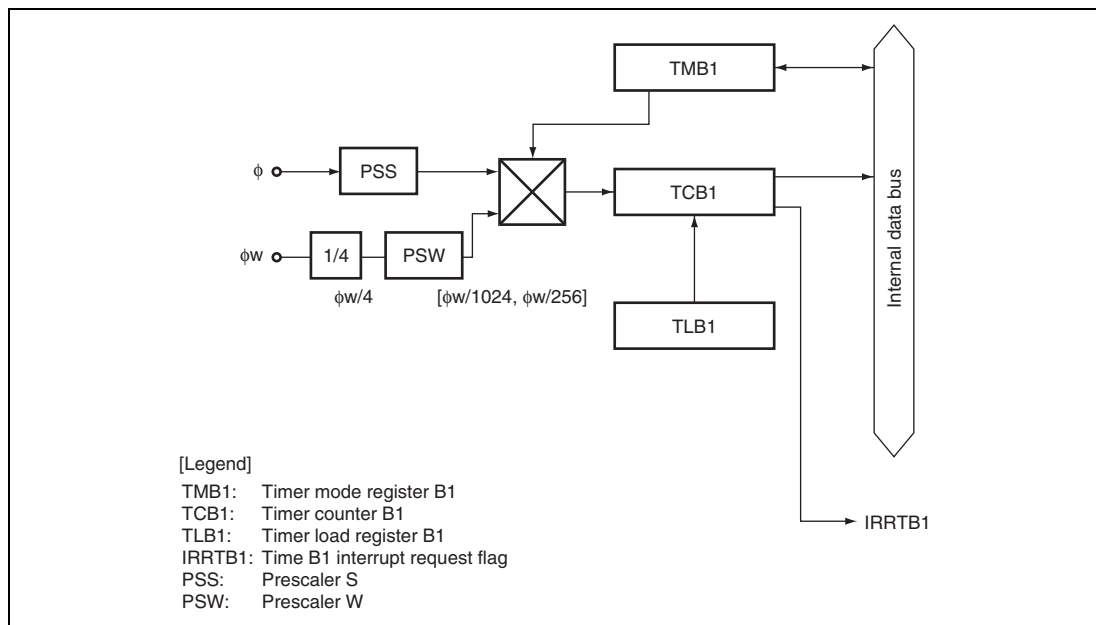 TMB1
φ
PSS
TCB1
φw
1/4
PSW
φw/4
[φw/1024, φw/256]
TLB1
Internal data bus
IRRTB1
[Legend]
TMB1: Timer mode register B1
TCB1: Timer counter B1
TLB1: Timer load register B1
IRRTB1: Time B1 interrupt request flag
PSS: Prescaler S
PSW: Prescaler W